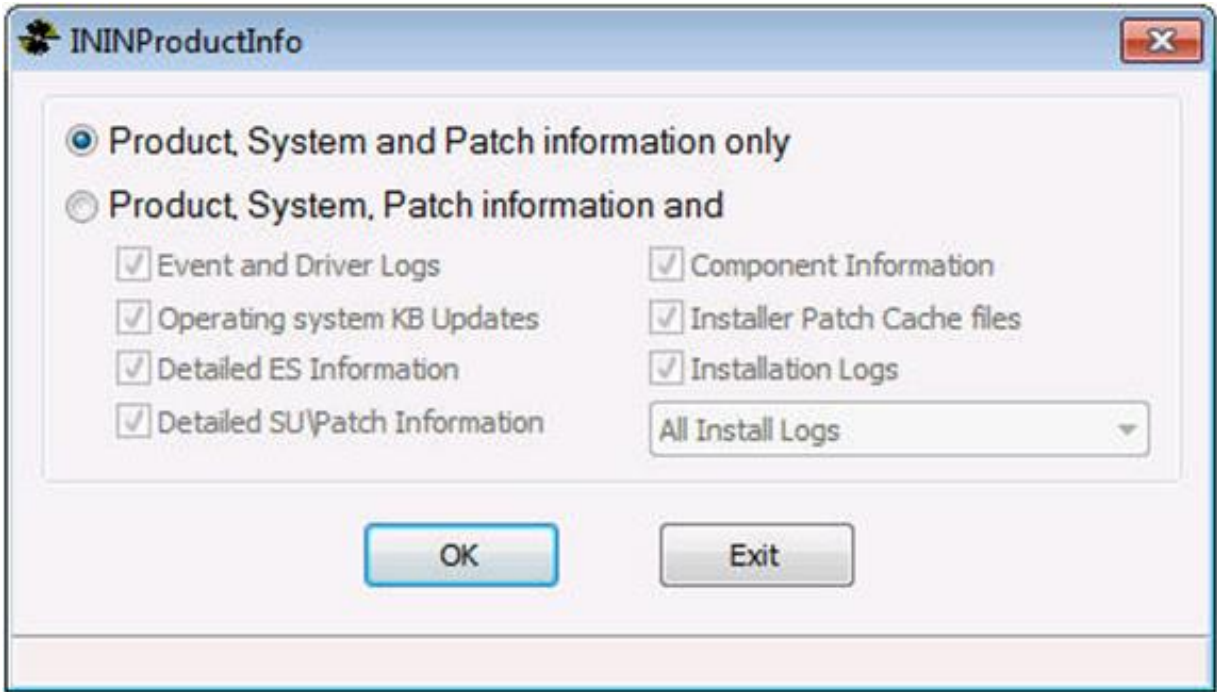 ININProductInfo
Product, System and Patch information only
Product, System, Patch information and
Event and Driver Logs
Component Information
Operating system KB Updates
Installer Patch Cache files
Detailed ES Information
Installation Logs
Detailed SU\Patch Information
All Install Logs
OK
Exit